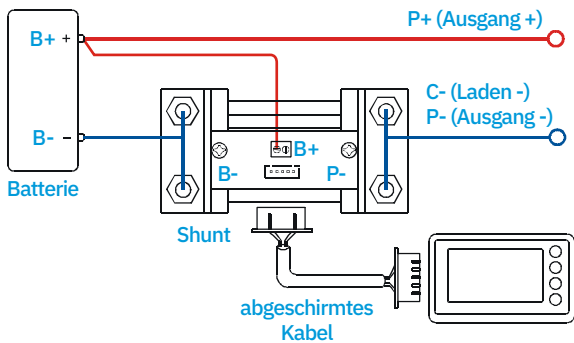 P+ (Ausgang +)
B+ +
C- (Laden -)
P- (Ausgang -)
B- −
B+
B-
P-
Batterie
Shunt
abgeschirmtes
Kabel